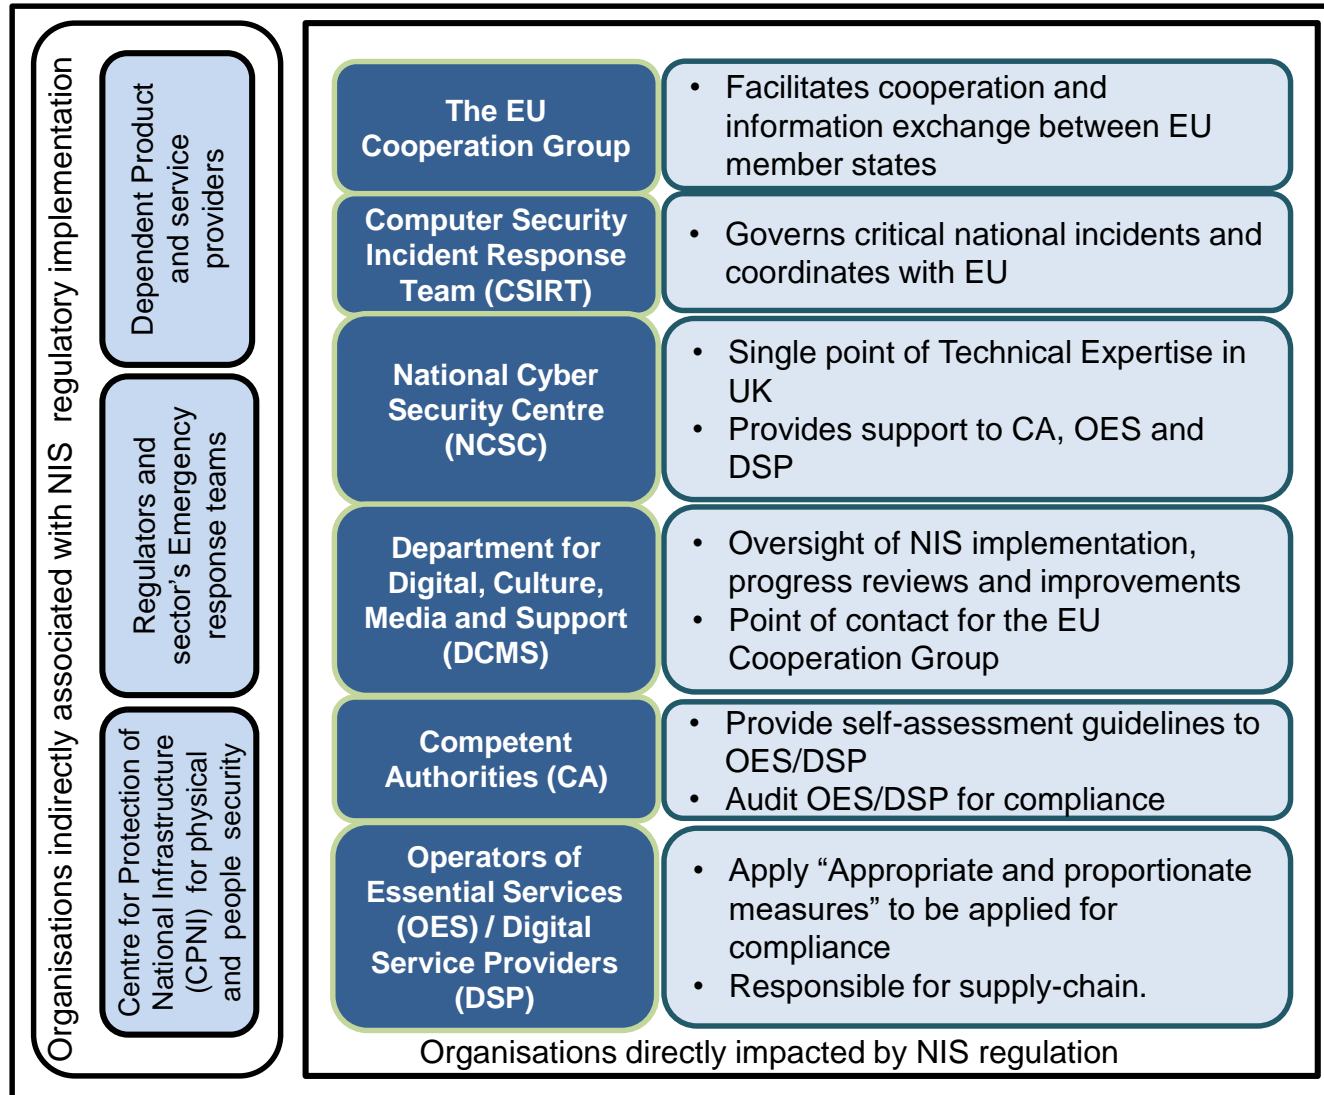 Organisations indirectly associated with NIS regulatory implementation
Dependent Product
and service
providers
Regulators and
sector's Emergency
response teams
Centre for Protection of
National Infrastructure
(CPNI) for physical
and people security
The EU
Cooperation Group
• Facilitates cooperation and
information exchange between EU
member states
Computer Security
Incident Response
Team (CSIRT)
• Governs critical national incidents and
coordinates with EU
National Cyber
Security Centre
(NCSC)
• Single point of Technical Expertise in
UK
• Provides support to CA, OES and
DSP
Department for
Digital, Culture,
Media and Support
(DCMS)
• Oversight of NIS implementation,
progress reviews and improvements
• Point of contact for the EU
Cooperation Group
Competent
Authorities (CA)
• Provide self-assessment guidelines to
OES/DSP
• Audit OES/DSP for compliance
Operators of
Essential Services
(OES) / Digital
Service Providers
(DSP)
• Apply “Appropriate and proportionate
measures” to be applied for
compliance
• Responsible for supply-chain.
Organisations directly impacted by NIS regulation